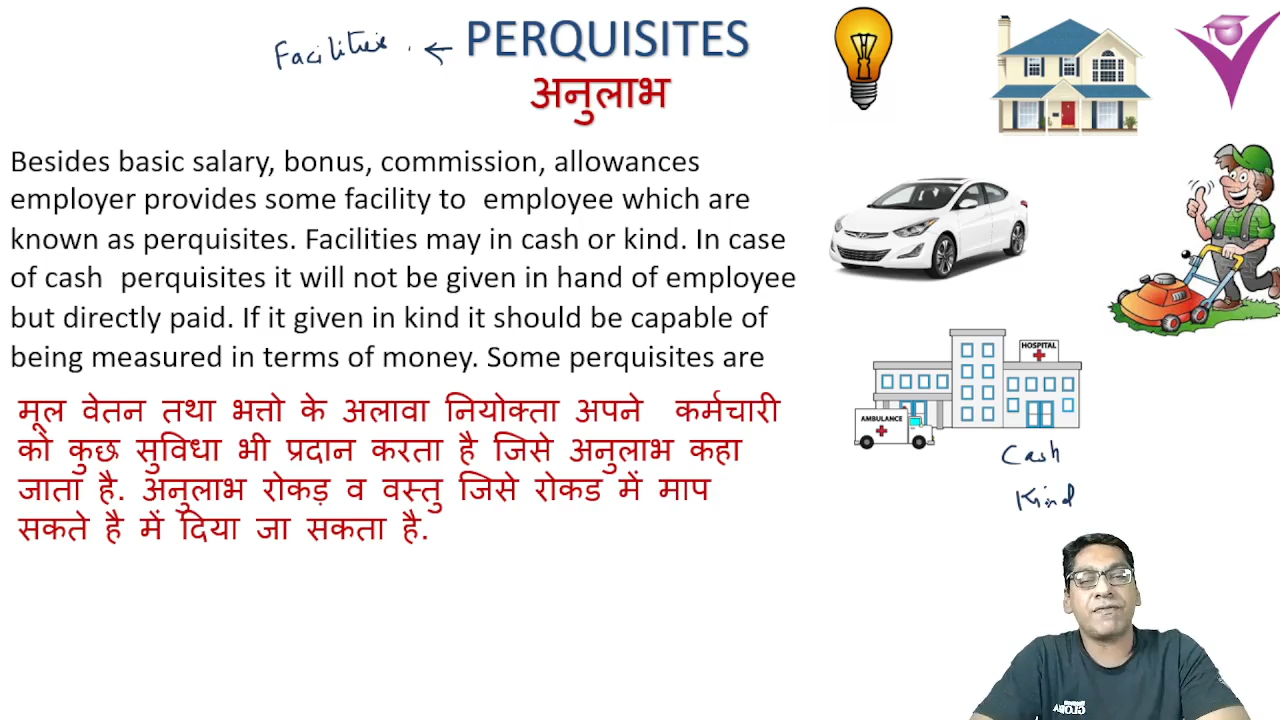 Facilities ← PERQUISITES
अनुलाभ
Besides basic salary, bonus, commission, allowances
employer provides some facility to employee which are
known as perquisites. Facilities may in cash or kind. In case
of cash perquisites it will not be given in hand of employee
but directly paid. If it given in kind it should be capable of
being measured in terms of money. Some perquisites are
मूल वेतन तथा भत्तो के अलावा नियोक्ता अपने कर्मचारी
को कुछ सुविधा भी प्रदान करता है जिसे अनुलाभ कहा
जाता है. अनुलाभ रोकड़ व वस्तु जिसे रोकड में माप
सकते है में दिया जा सकता है.
HOSPITAL
AMBULANCE
Cash
Kind